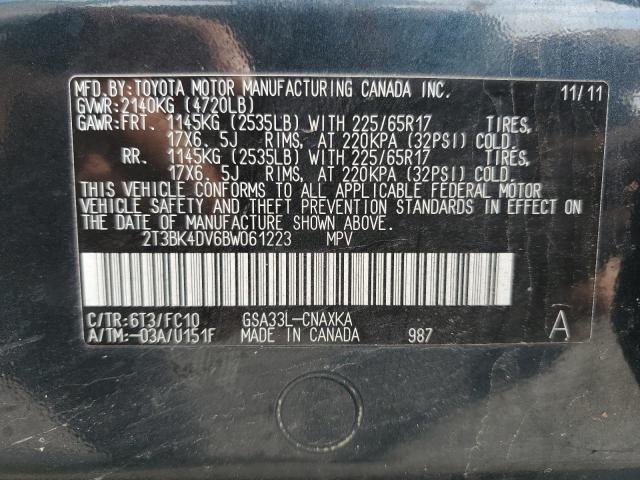 MFD.BY:TOYOTA MOTOR MANUFACTURING CANADA INC. 11/11
GVWR:2140KG (4720LB)
GAWR:FRT. 1145KG (2535LB) WITH 225/65R17 TIRES,
17X6.5J RIMS, AT 220KPA (32PSI) COLD.
RR. 1145KG (2535LB) WITH 225/65R17 TIRES,
17X6.5J RIMS, AT 220KPA (32PSI) COLD.
THIS VEHICLE CONFORMS TO ALL APPLICABLE FEDERAL MOTOR
VEHICLE SAFETY AND THEFT PREVENTION STANDARDS IN EFFECT ON
THE DATE OF MANUFACTURE SHOWN ABOVE.
2T3BK4DV6BW061223 MPV
C/TR:6T3/FC10 GSA33L-CNAXKA
A/TM:-03A/U151F MADE IN CANADA 987 A